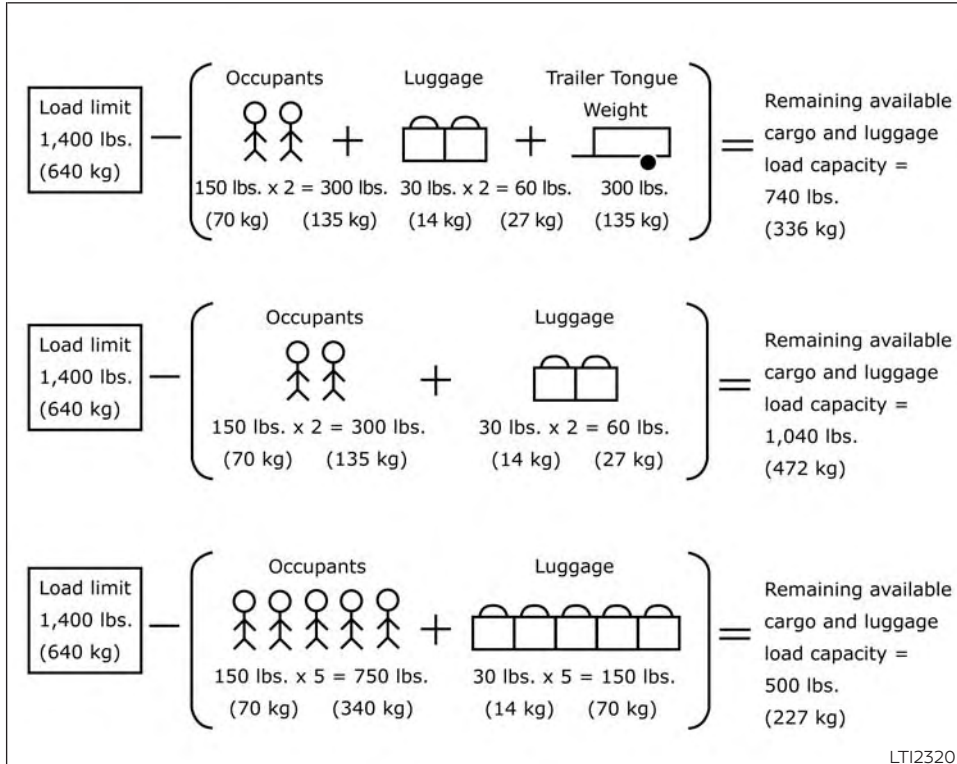 Occupants Luggage Trailer Tongue
Weight
Load limit
1,400 lbs.
(640 kg)
150 lbs. x 2 = 300 lbs. 30 lbs. x 2 = 60 lbs. 300 lbs.
(70 kg) (135 kg) (14 kg) (27 kg) (135 kg)
Remaining available
cargo and luggage
load capacity =
740 lbs.
(336 kg)
Occupants Luggage
Load limit
1,400 lbs.
(640 kg)
150 lbs. x 2 = 300 lbs. 30 lbs. x 2 = 60 lbs.
(70 kg) (135 kg) (14 kg) (27 kg)
Remaining available
cargo and luggage
load capacity =
1,040 lbs.
(472 kg)
Occupants Luggage
Load limit
1,400 lbs.
(640 kg)
150 lbs. x 5 = 750 lbs. 30 lbs. x 5 = 150 lbs.
(70 kg) (340 kg) (14 kg) (70 kg)
Remaining available
cargo and luggage
load capacity =
500 lbs.
(227 kg)
LTI2320